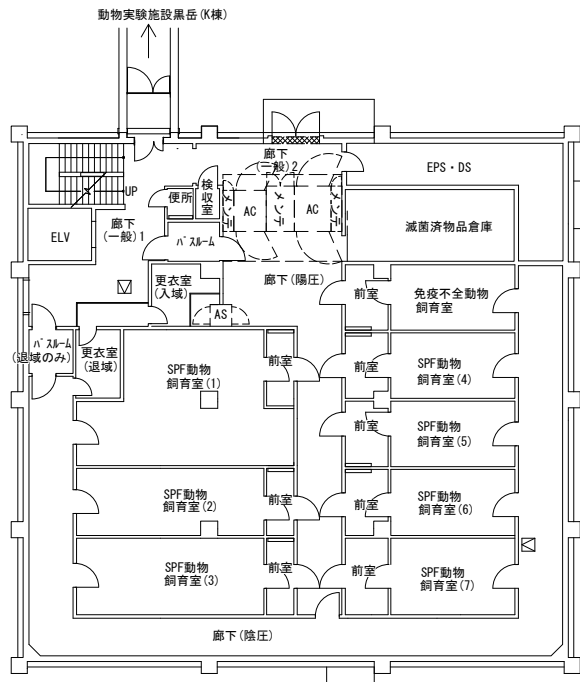 動物実験施設黒岳(K棟)
廊下
(一般)2
EPS・DS
UP
便所
検収室
メンテ
AC
メンテ
AC
メンテ
滅菌済物品倉庫
ELV
廊下
(一般)1
パスルーム
廊下(陽圧)
更衣室
(入域)
AS
前室
免疫不全動物
飼育室
パスルーム
(退域のみ)
更衣室
(退域)
SPF動物
飼育室(1)
前室
前室
SPF動物
飼育室(4)
前室
SPF動物
飼育室(5)
SPF動物
飼育室(2)
前室
前室
SPF動物
飼育室(6)
SPF動物
飼育室(3)
前室
前室
SPF動物
飼育室(7)
廊下(陰圧)